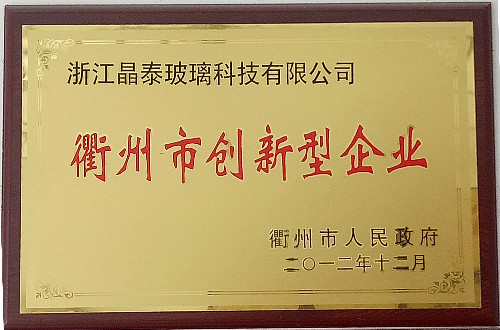 浙江晶泰玻璃科技有限公司
衢州市创新型企业
衢州市人民政府
二〇一二年十二月